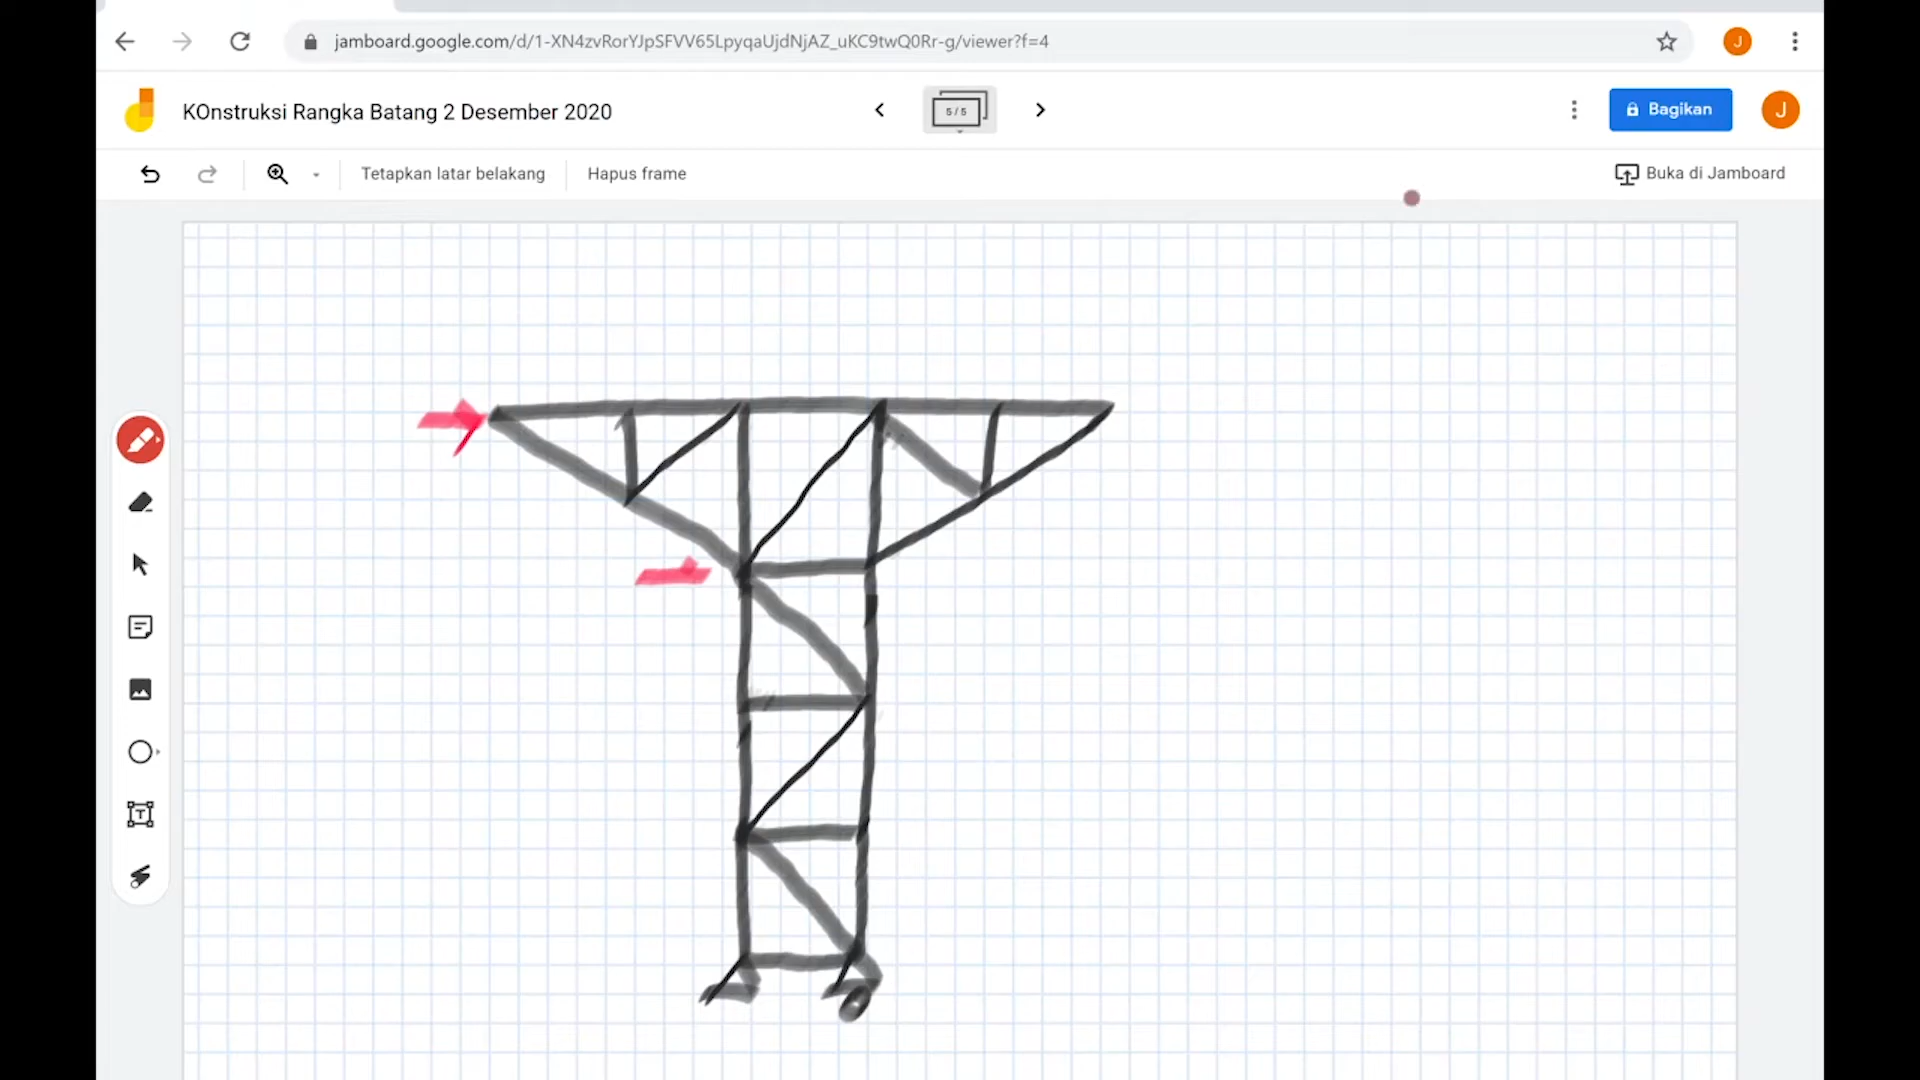 jamboard.google.com/d/1-XN4zvRorYJpSFVV65LpyqaUjdNjAZ_uKC9twQ0Rr-g/viewer?f=4
J
KOnstruksi Rangka Batang 2 Desember 2020
5 / 5
Bagikan
J
Tetapkan latar belakang
Hapus frame
Buka di Jamboard